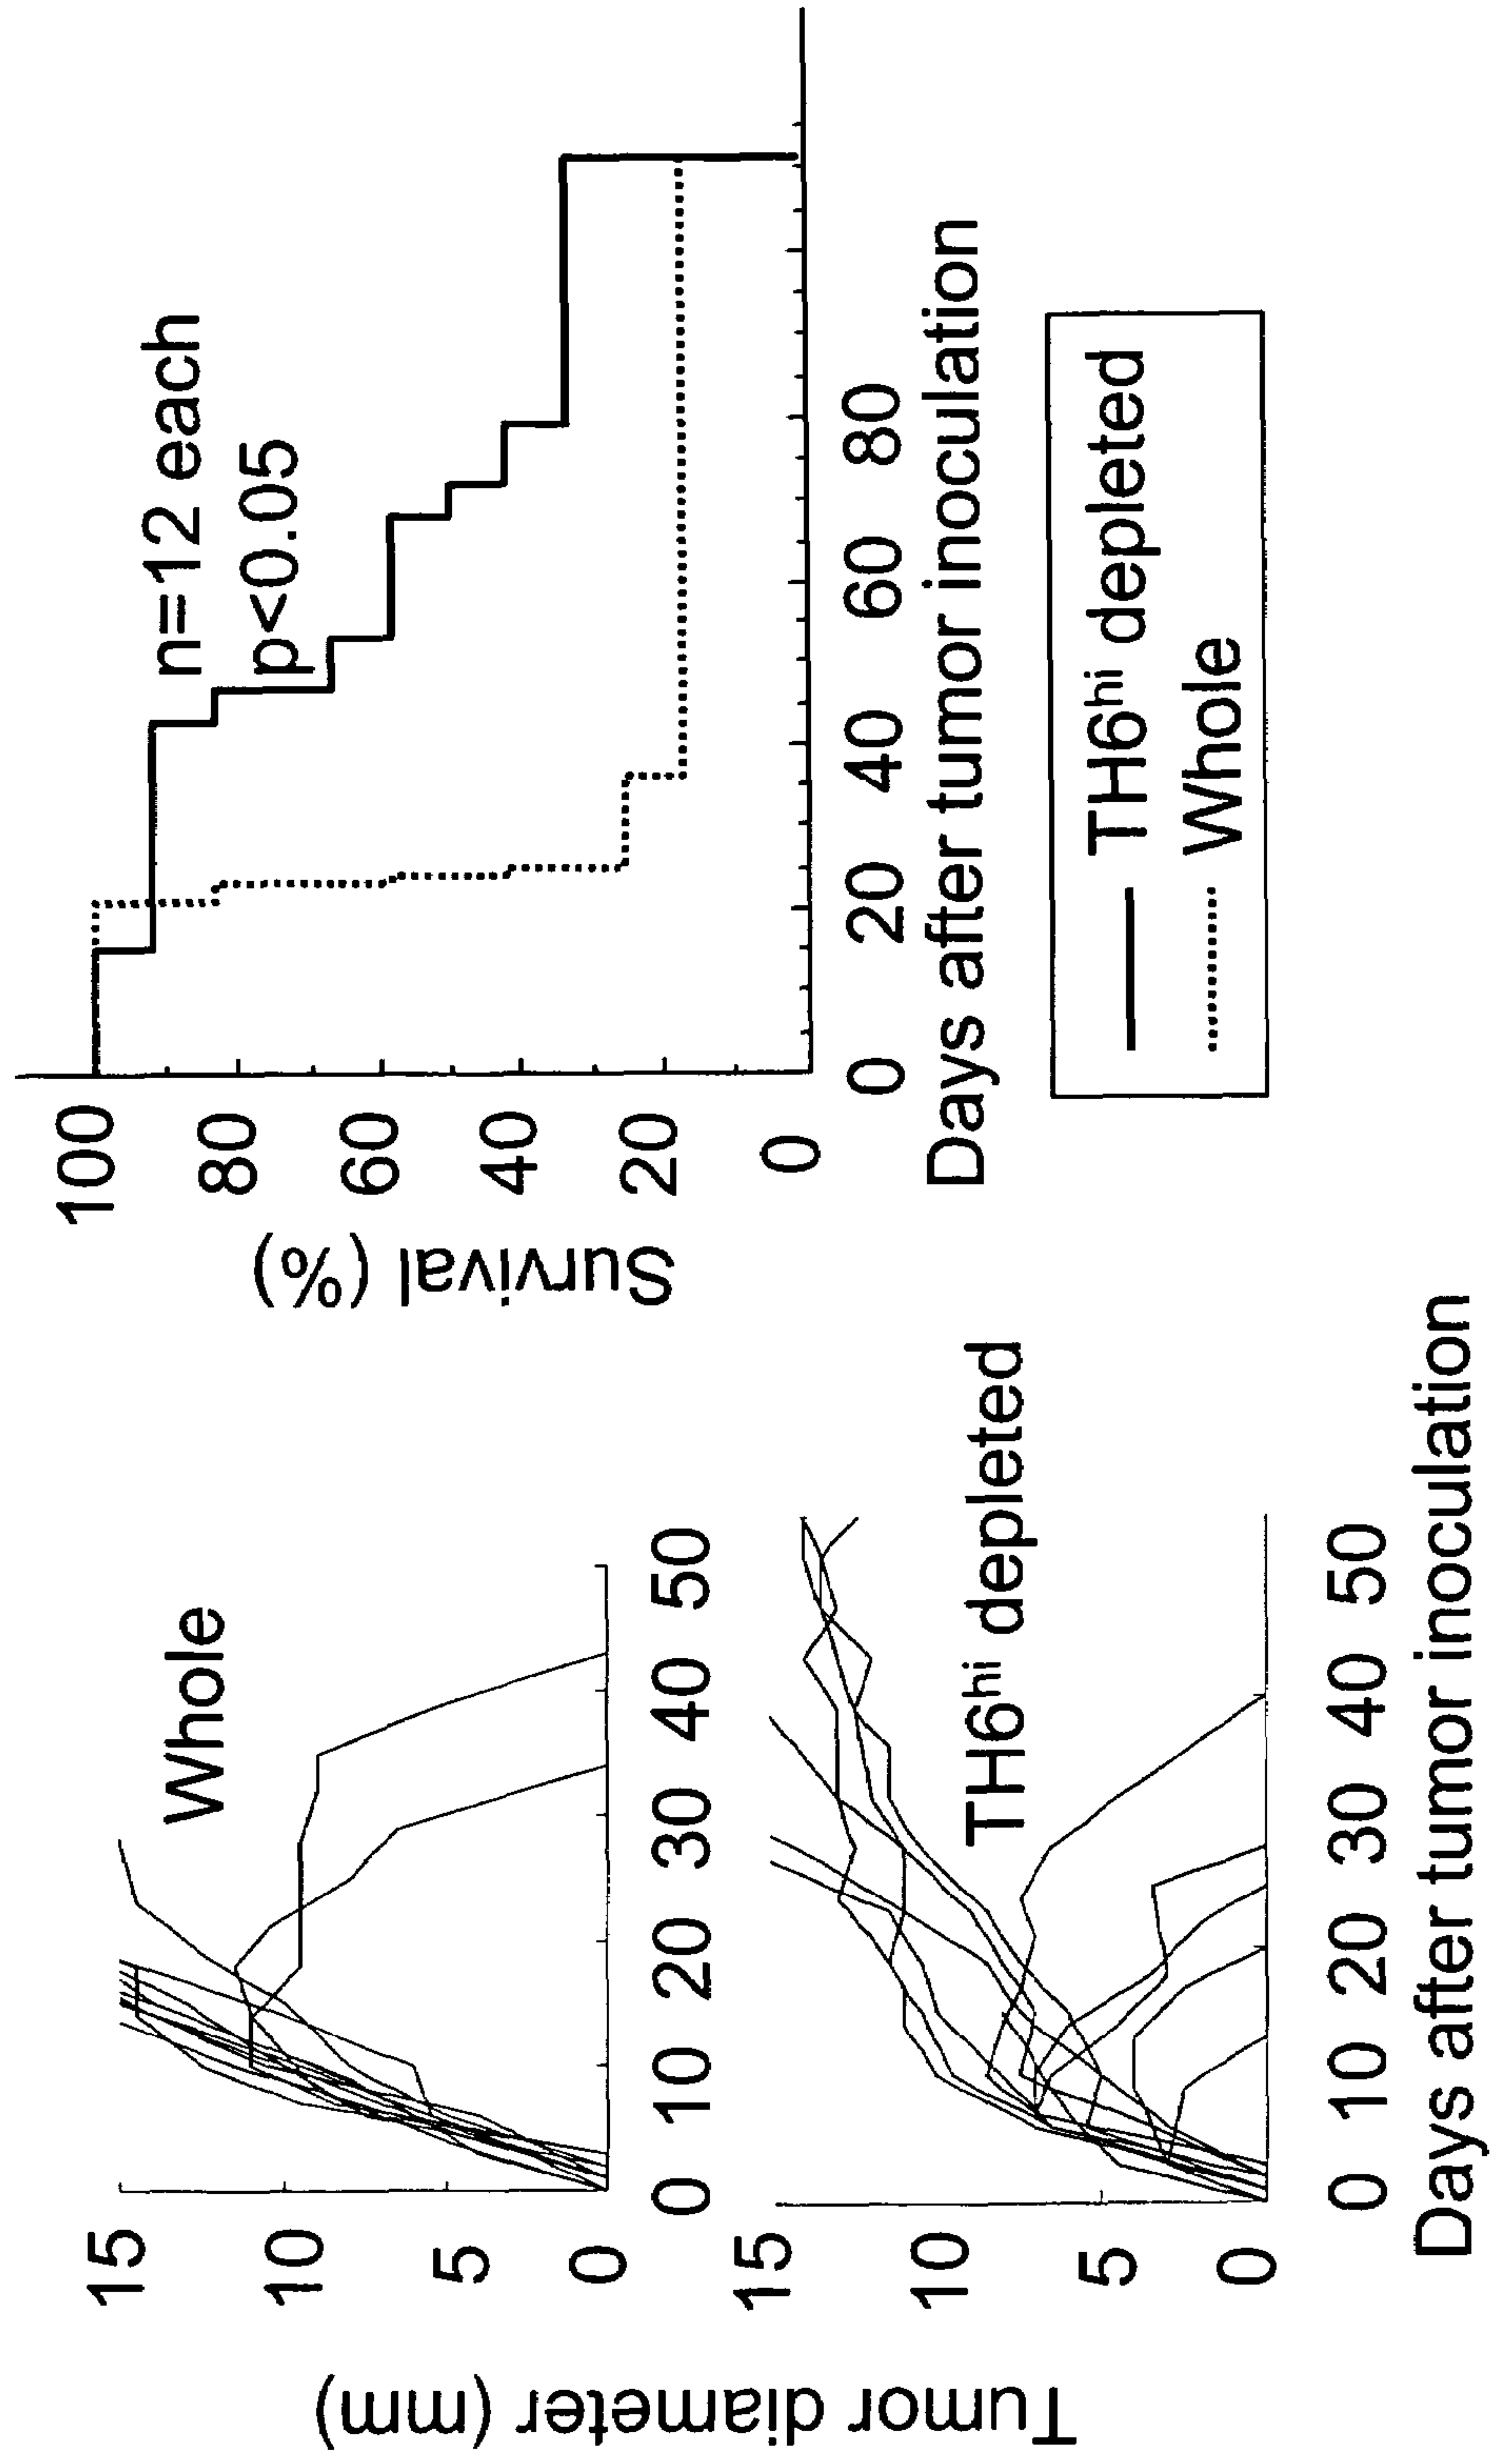 Tumor diameter (mm)
15
10
5
0
Whole
0 10 20 30 40 50
15
10
5
0
TH6hi depleted
0 10 20 30 40 50
Days after tumor inoculation
Survival (%)
100
80
60
40
20
0
n=12 each
p<0.05
0 20 40 60 80
Days after tumor inoculation
TH6hi depleted
Whole